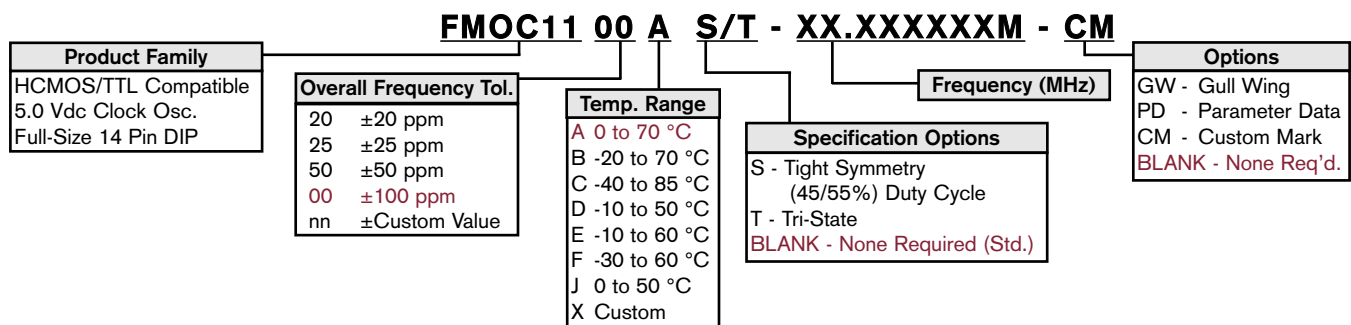 FMOC11 00 A S/T - XX.XXXXXXM - CM
Product Family
HCMOS/TTL Compatible
5.0 Vdc Clock Osc.
Full-Size 14 Pin DIP
Overall Frequency Tol.
20 ±20 ppm
25 ±25 ppm
50 ±50 ppm
00 ±100 ppm
nn ±Custom Value
Temp. Range
A 0 to 70 °C
B -20 to 70 °C
C -40 to 85 °C
D -10 to 50 °C
E -10 to 60 °C
F -30 to 60 °C
J 0 to 50 °C
X Custom
Specification Options
S - Tight Symmetry
(45/55%) Duty Cycle
T - Tri-State
BLANK - None Required (Std.)
Frequency (MHz)
Options
GW - Gull Wing
PD - Parameter Data
CM - Custom Mark
BLANK - None Req'd.